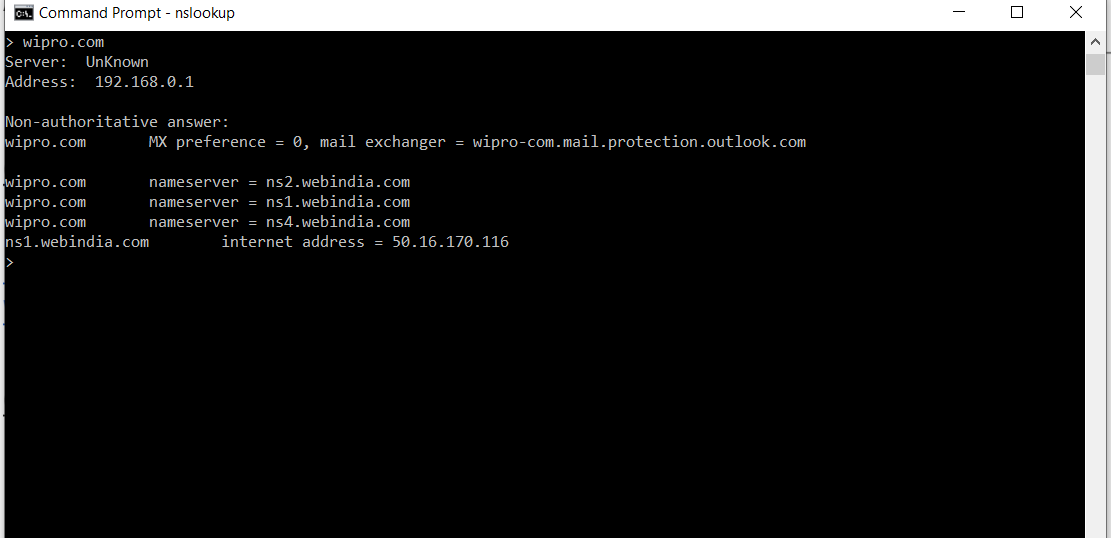 Command Prompt - nslookup
> wipro.com
Server:  UnKnown
Address:  192.168.0.1
Non-authoritative answer:
wipro.com       MX preference = 0, mail exchanger = wipro-com.mail.protection.outlook.com
wipro.com       nameserver = ns2.webindia.com
wipro.com       nameserver = ns1.webindia.com
wipro.com       nameserver = ns4.webindia.com
ns1.webindia.com        internet address = 50.16.170.116
>